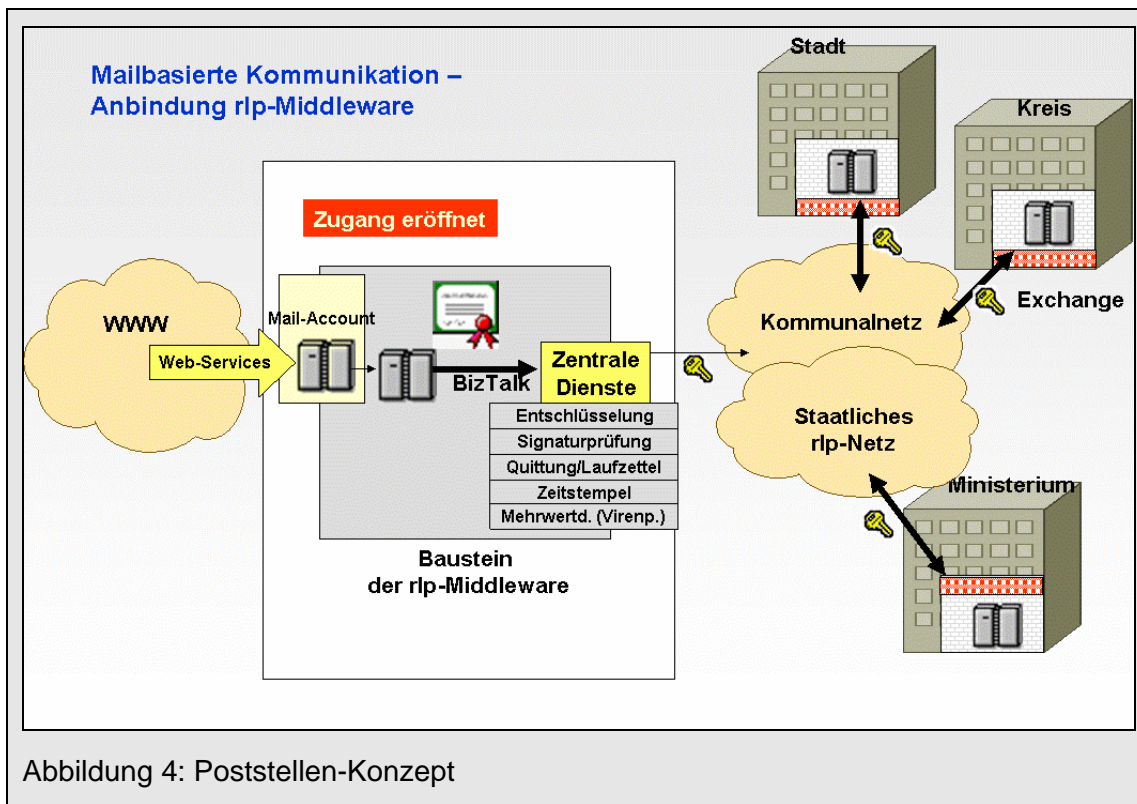 Mailbasierte Kommunikation –
Anbindung rlp-Middleware
Stadt
Kreis
Zugang eröffnet
WWW
Web-Services
Mail-Account
BizTalk
Zentrale
Dienste
Entschlüsselung
Signaturprüfung
Quittung/Laufzettel
Zeitstempel
Mehrwertd. (Virenp.)
Baustein
der rlp-Middleware
Exchange
Kommunalnetz
Staatliches
rlp-Netz
Ministerium
Abbildung 4: Poststellen-Konzept